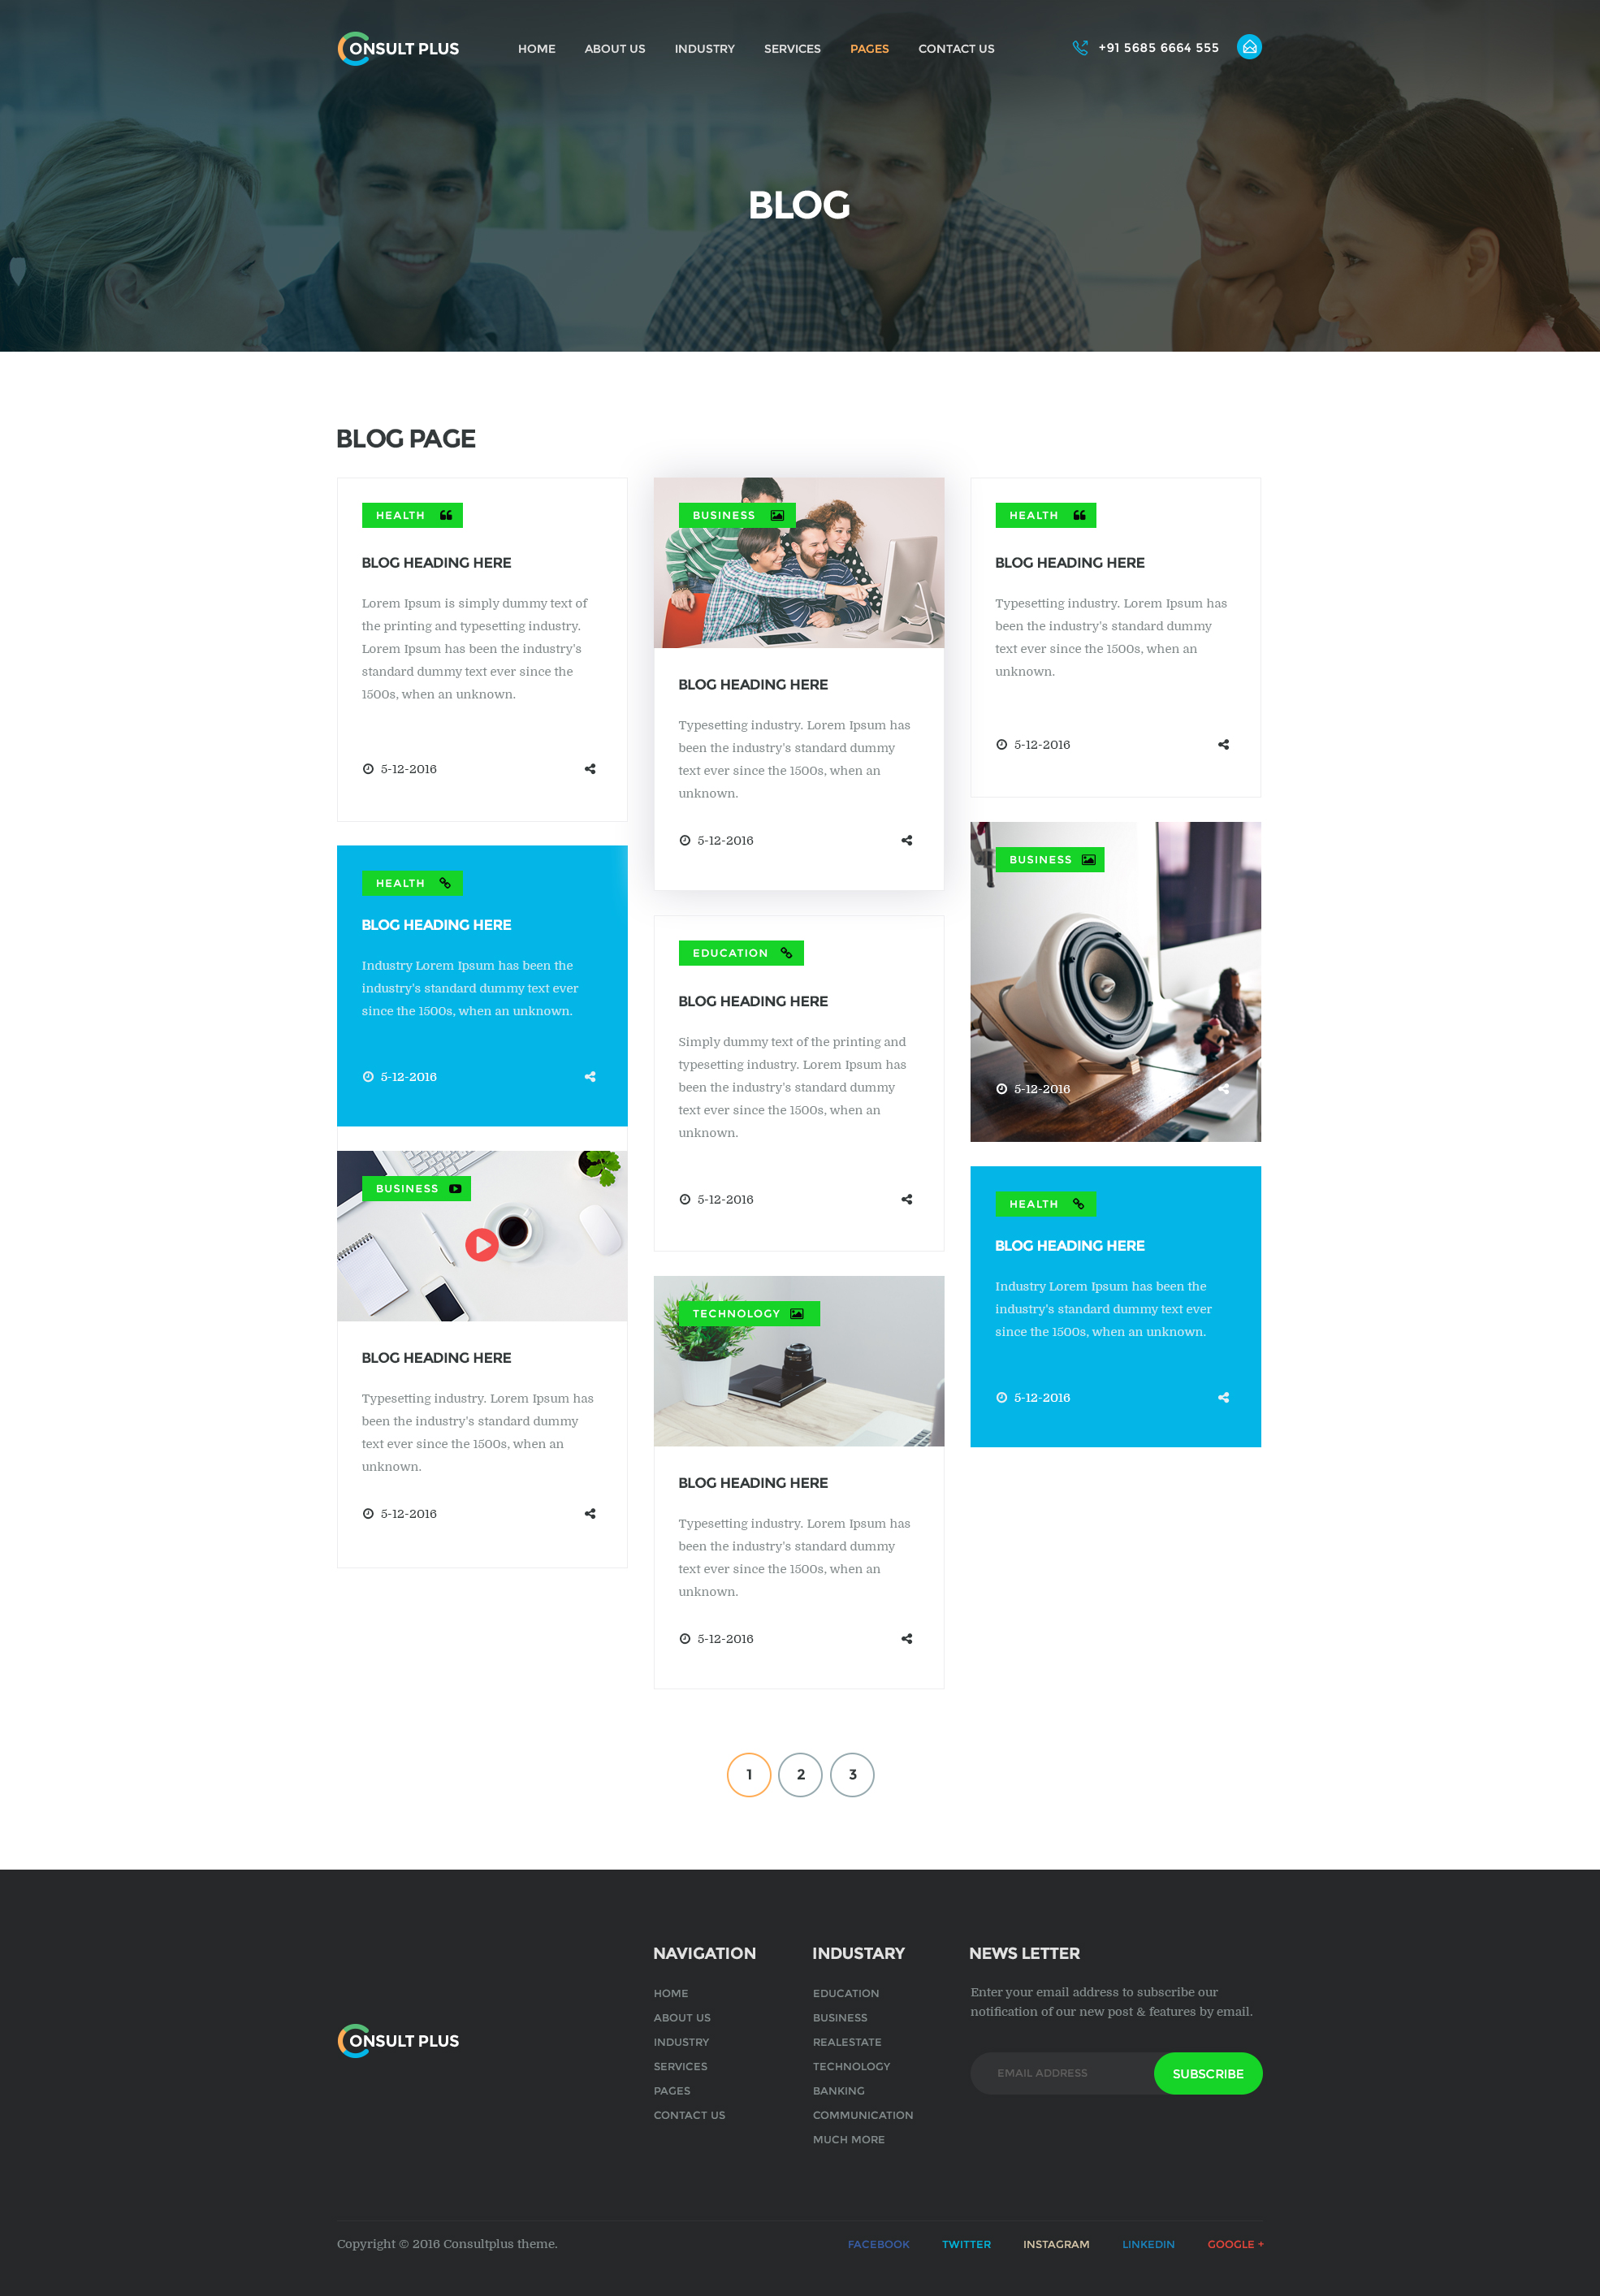 ONSULT PLUS
HOME ABOUT US INDUSTRY SERVICES PAGES CONTACT US
+91 5685 6664 555
BLOG
BLOG PAGE
HEALTH
BLOG HEADING HERE
Lorem Ipsum is simply dummy text of
the printing and typesetting industry.
Lorem Ipsum has been the industry's
standard dummy text ever since the
1500s, when an unknown.
5-12-2016
HEALTH
BLOG HEADING HERE
Industry Lorem Ipsum has been the
industry's standard dummy text ever
since the 1500s, when an unknown.
5-12-2016
BUSINESS
BLOG HEADING HERE
Typesetting industry. Lorem Ipsum has
been the industry's standard dummy
text ever since the 1500s, when an
unknown.
5-12-2016
BUSINESS
BLOG HEADING HERE
Typesetting industry. Lorem Ipsum has
been the industry's standard dummy
text ever since the 1500s, when an
unknown.
5-12-2016
EDUCATION
BLOG HEADING HERE
Simply dummy text of the printing and
typesetting industry. Lorem Ipsum has
been the industry's standard dummy
text ever since the 1500s, when an
unknown.
5-12-2016
TECHNOLOGY
BLOG HEADING HERE
Typesetting industry. Lorem Ipsum has
been the industry's standard dummy
text ever since the 1500s, when an
unknown.
5-12-2016
HEALTH
BLOG HEADING HERE
Typesetting industry. Lorem Ipsum has
been the industry's standard dummy
text ever since the 1500s, when an
unknown.
5-12-2016
BUSINESS
5-12-2016
HEALTH
BLOG HEADING HERE
Industry Lorem Ipsum has been the
industry's standard dummy text ever
since the 1500s, when an unknown.
5-12-2016
1 2 3
ONSULT PLUS
NAVIGATION
HOME
ABOUT US
INDUSTRY
SERVICES
PAGES
CONTACT US
INDUSTARY
EDUCATION
BUSINESS
REALESTATE
TECHNOLOGY
BANKING
COMMUNICATION
MUCH MORE
NEWS LETTER
Enter your email address to subscribe our
notification of our new post & features by email.
EMAIL ADDRESS
SUBSCRIBE
Copyright © 2016 Consultplus theme.
FACEBOOK TWITTER INSTAGRAM LINKEDIN GOOGLE +